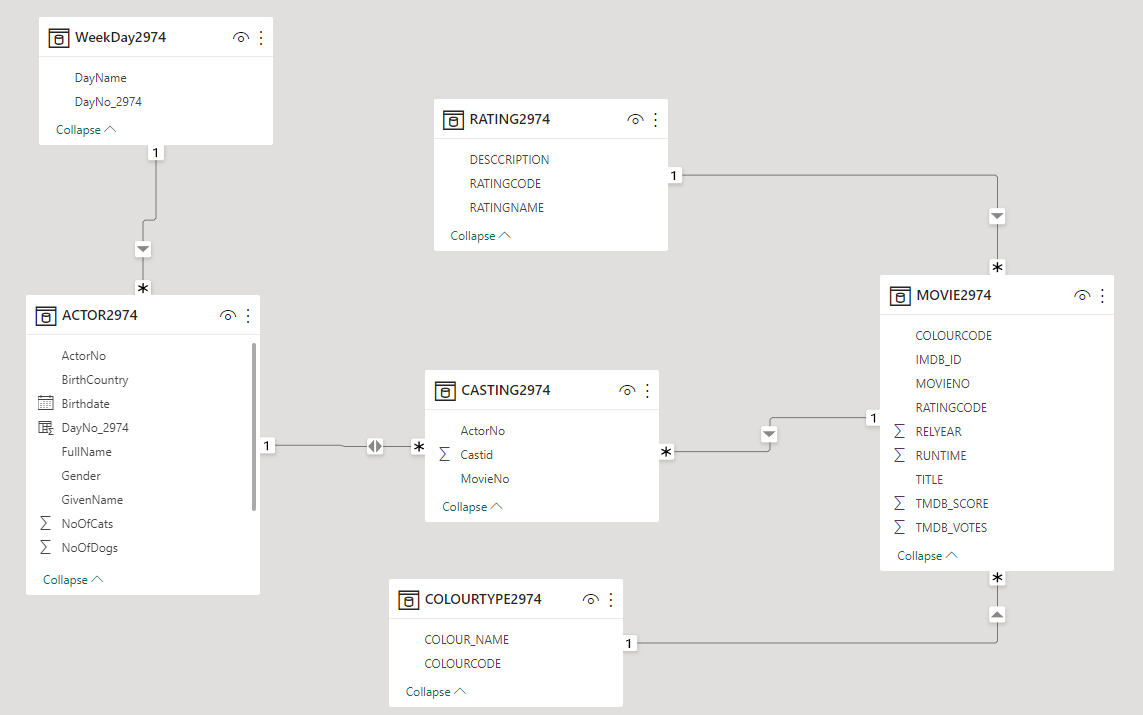 WeekDay2974
DayName
DayNo_2974
Collapse
1
*
RATING2974
DESCCRIPTION
RATINGCODE
RATINGNAME
Collapse
1
*
ACTOR2974
ActorNo
BirthCountry
Birthdate
DayNo_2974
FullName
Gender
GivenName
NoOfCats
NoOfDogs
Collapse
1
*
CASTING2974
ActorNo
Castid
MovieNo
Collapse
*
1
MOVIE2974
COLOURCODE
IMDB_ID
MOVIENO
RATINGCODE
RELYEAR
RUNTIME
TITLE
TMDB_SCORE
TMDB_VOTES
Collapse
*
COLOURTYPE2974
COLOUR_NAME
COLOURCODE
Collapse
1